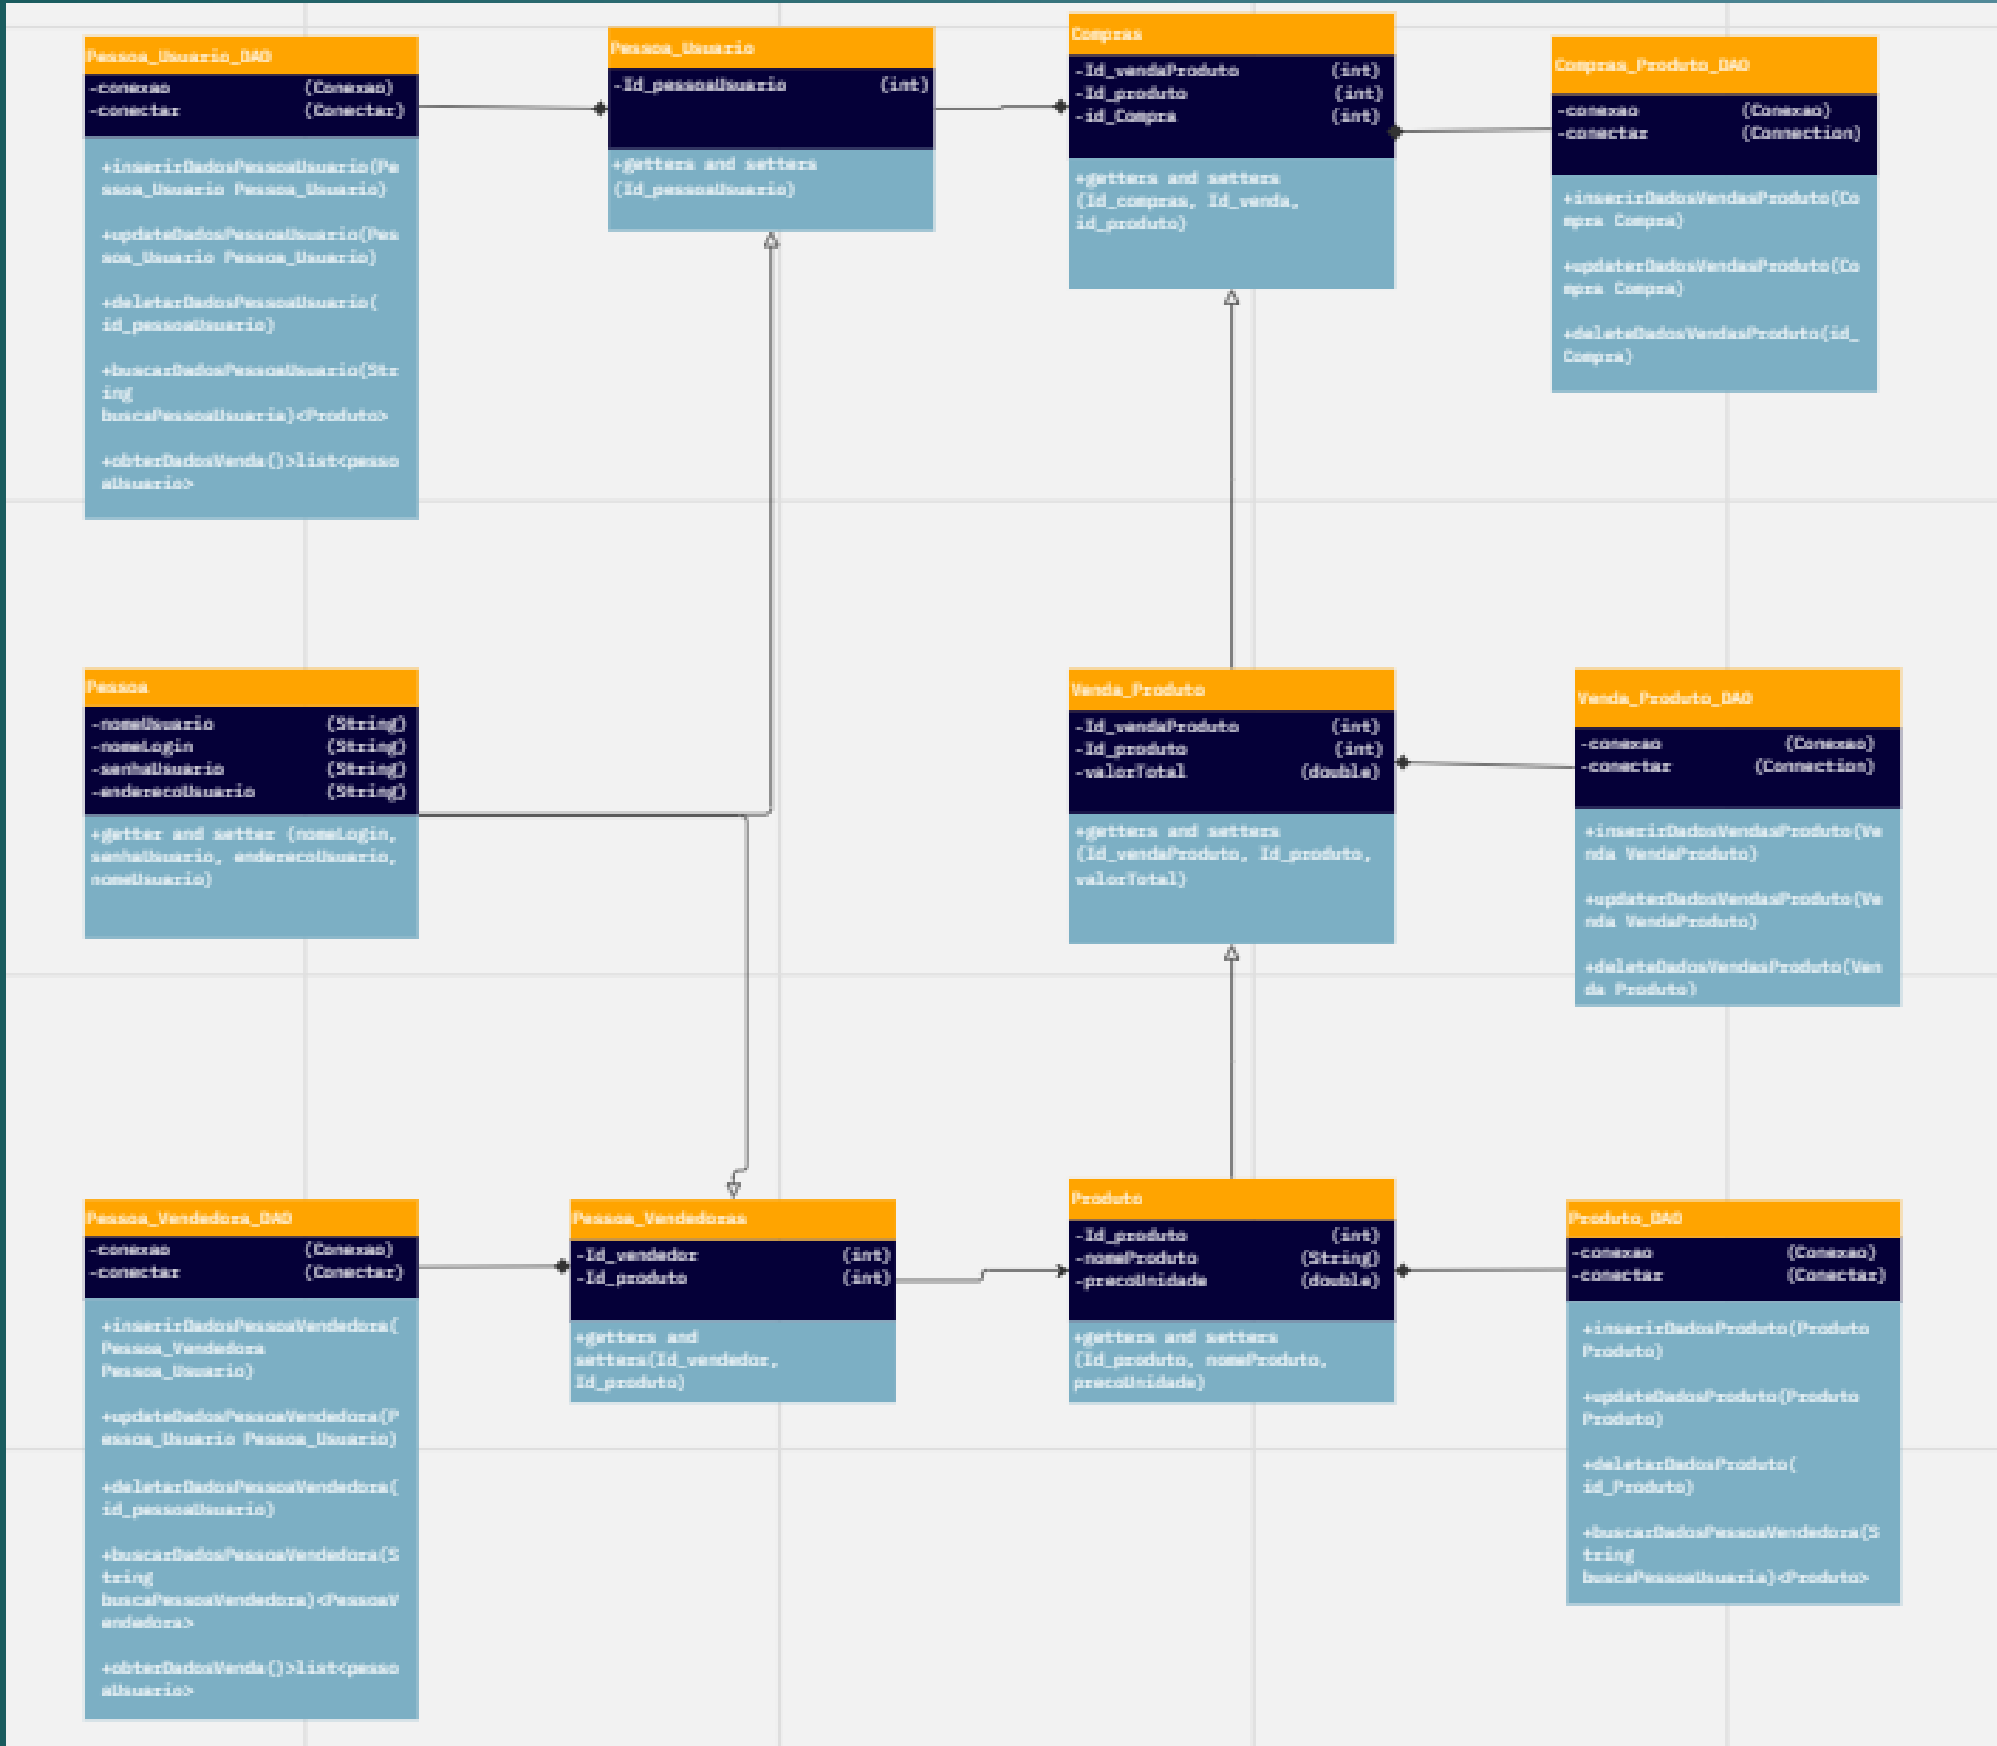 Pessoa_Usuario_DAO
-conexao (Conexao)
-conectar (Conectar)
+inserirDadosPessoaUsuario(Pe
ssoa_Usuario Pessoa_Usuario)
+updateDadosPessoaUsuario(Pes
soa_Usuario Pessoa_Usuario)
+deletarDadosPessoaUsuario(
id_pessoaUsuario)
+buscarDadosPessoaUsuario(Str
ing
buscaPessoaUsuaria)<Produto>
+obterDadosVenda()>list<pesso
aUsuario>
Pessoa_Usuario
-Id_pessoaUsuario (int)
+getters and setters
(Id_pessoaUsuario)
Compras
-Id_vendaProduto (int)
-Id_produto (int)
-id_Compra (int)
+getters and setters
(Id_compras, Id_venda,
id_produto)
Compras_Produto_DAO
-conexao (Conexao)
-conectar (Connection)
+inserirDadosVendasProduto(Co
mpra Compra)
+updaterDadosVendasProduto(Co
mpra Compra)
+deleteDadosVendasProduto(id_
Compra)
Pessoa
-nomeUsuario (String)
-nomeLogin (String)
-senhaUsuario (String)
-enderecoUsuario (String)
+getter and setter (nomeLogin,
senhaUsuario, enderecoUsuario,
nomeUsuario)
Venda_Produto
-Id_vendaProduto (int)
-Id_produto (int)
-valorTotal (double)
+getters and setters
(Id_vendaProduto, Id_produto,
valorTotal)
Venda_Produto_DAO
-conexao (Conexao)
-conectar (Connection)
+inserirDadosVendasProduto(Ve
nda VendaProduto)
+updaterDadosVendasProduto(Ve
nda VendaProduto)
+deleteDadosVendasProduto(Ven
da Produto)
Pessoa_Vendedora_DAO
-conexao (Conexao)
-conectar (Conectar)
+inserirDadosPessoaVendedora(
Pessoa_Vendedora
Pessoa_Usuario)
+updateDadosPessoaVendedora(P
essoa_Usuario Pessoa_Usuario)
+deletarDadosPessoaVendedora(
id_pessoaUsuario)
+buscarDadosPessoaVendedora(S
tring
buscaPessoaVendedora)<PessoaV
endedora>
+obterDadosVenda()>list<pesso
aUsuario>
Pessoa_Vendedoras
-Id_vendedor (int)
-Id_produto (int)
+getters and
setters(Id_vendedor,
Id_produto)
Produto
-Id_produto (int)
-nomeProduto (String)
-precoUnidade (double)
+getters and setters
(Id_produto, nomeProduto,
precoUnidade)
Produto_DAO
-conexao (Conexao)
-conectar (Conectar)
+inserirDadosProduto(Produto
Produto)
+updateDadosProduto(Produto
Produto)
+deletarDadosProduto(
id_Produto)
+buscarDadosPessoaVendedora(S
tring
buscaPessoaUsuaria)<Produto>